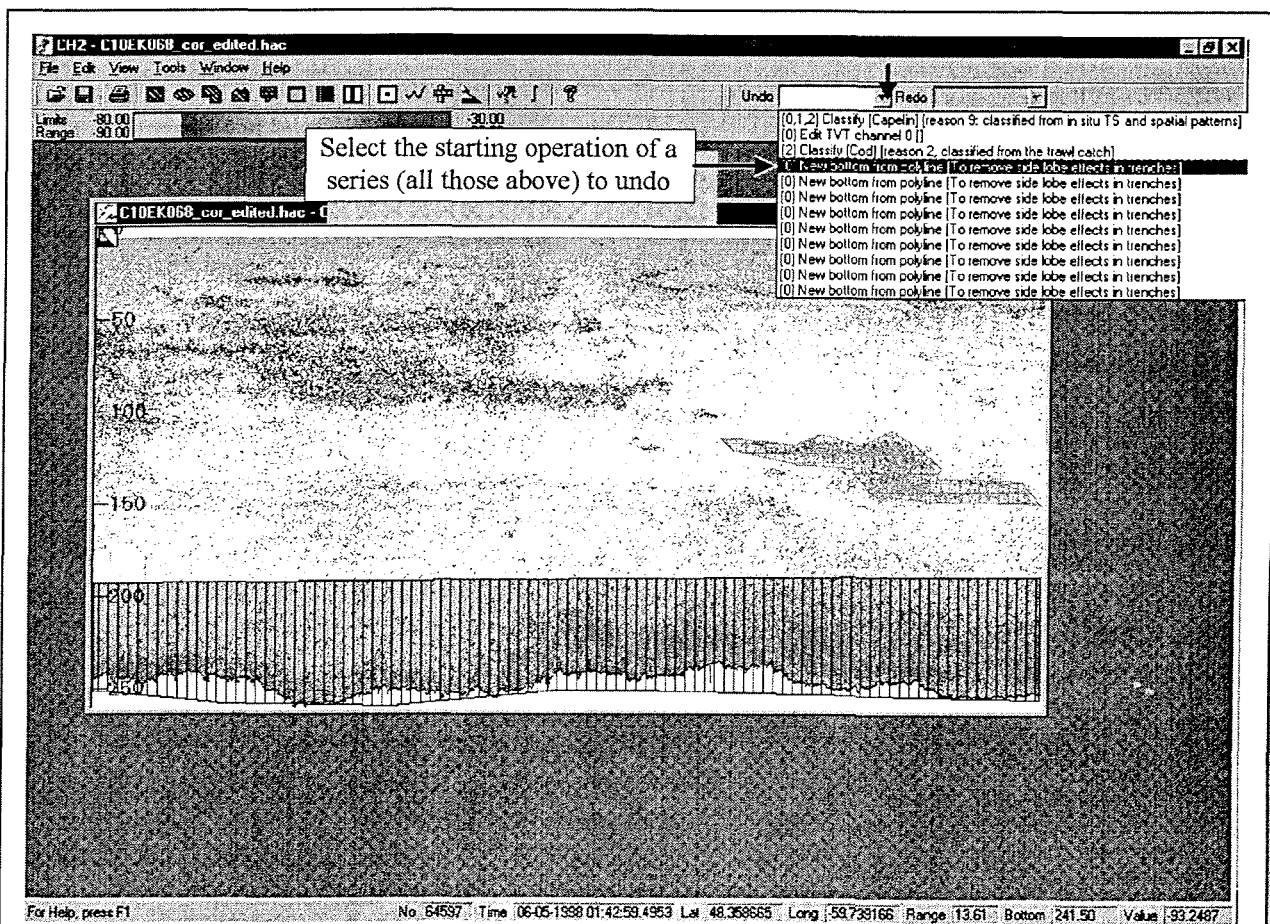 CH2 - C10EK068_cor_edited.hac
File Edit View Tools Window Help
Undo Redo
Limits -80.00 -30.00
Range -90.00
[0,1,2] Classify [Capelin] [reason 9: classified from in situ TS and spatial patterns]
[0] Edit TVT channel 0 []
[2] Classify [Cod] [reason 2, classified from the trawl catch]
[0] New bottom from polyline [To remove side lobe effects in trenches]
[0] New bottom from polyline [To remove side lobe effects in trenches]
[0] New bottom from polyline [To remove side lobe effects in trenches]
[0] New bottom from polyline [To remove side lobe effects in trenches]
[0] New bottom from polyline [To remove side lobe effects in trenches]
[0] New bottom from polyline [To remove side lobe effects in trenches]
[0] New bottom from polyline [To remove side lobe effects in trenches]
[0] New bottom from polyline [To remove side lobe effects in trenches]
[0] New bottom from polyline [To remove side lobe effects in trenches]
Select the starting operation of a
series (all those above) to undo
C10EK068_cor_edited.hac -
-50
-100
-150
-200
-250
For Help, press F1 No 64597 Time 06-05-1998 01:42:59.4953 Lat 48.358665 Long -59.739166 Range 13.61 Bottom 241.50 Value -93.2487